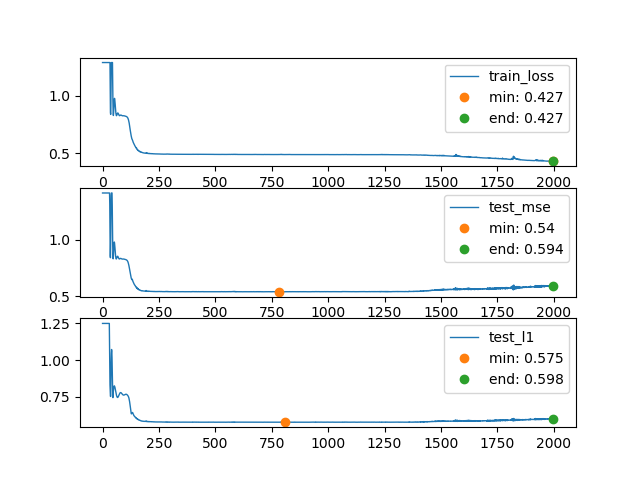 train_loss
min: 0.427
end: 0.427
1.0
0.5
0 250 500 750 1000 1250 1500 1750 2000
test_mse
min: 0.54
end: 0.594
1.0
0.5
0 250 500 750 1000 1250 1500 1750 2000
1.25
test_l1
min: 0.575
end: 0.598
1.00
0.75
0 250 500 750 1000 1250 1500 1750 2000